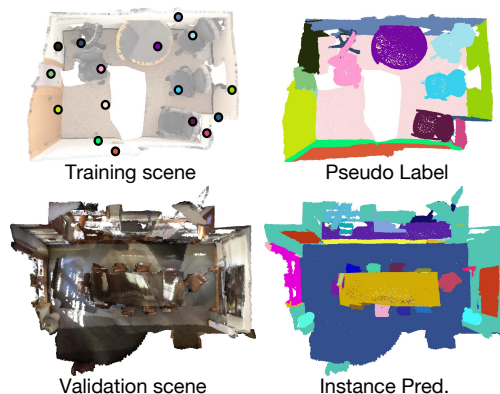 Training scene
Pseudo Label
Validation scene
Instance Pred.